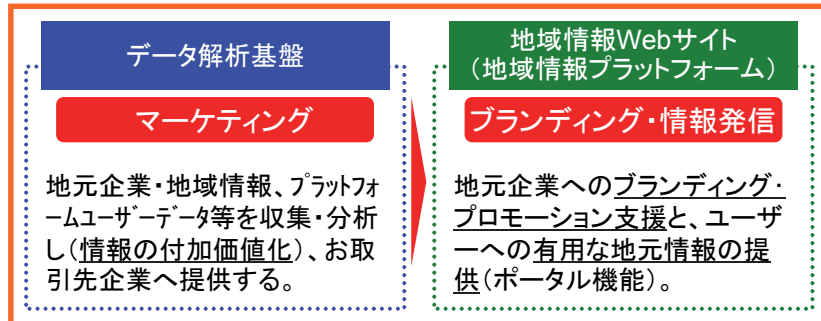 データ解析基盤
マーケティング
地元企業・地域情報、ﾌﾟﾗｯﾄﾌｫ
ｰﾑﾕｰｻﾞｰﾃﾞｰﾀ等を収集・分析
し（情報の付加価値化）、お取
引先企業へ提供する。
地域情報Webサイト
（地域情報プラットフォーム）
ブランディング・情報発信
地元企業へのブランディング・
プロモーション支援と、ユーザ
ーへの有用な地元情報の提
供（ポータル機能）。